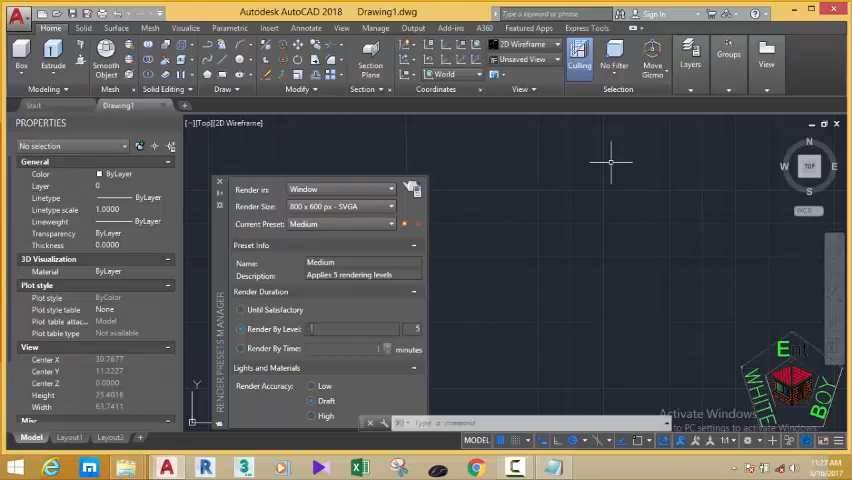 Autodesk AutoCAD 2018 Drawing1.dwg
Type a keyword or phrase
Sign In
Home Solid Surface Mesh Visualize Parametric Insert Annotate View Manage Output Add-ins A360 Featured Apps Express Tools
2D Wireframe
Unsaved View
World
Box
Extrude
Smooth Object
Section Plane
Culling
No Filter
Move Gizmo
Layers
Groups
View
Modeling
Mesh
Solid Editing
Draw
Modify
Section
Coordinates
Selection
Start
Drawing1
PROPERTIES
[−][Top][2D Wireframe]
N
W
TOP
E
S
WCS
No selection
General
Color ByLayer
Layer 0
Linetype ByLayer
Linetype scale 1.0000
Lineweight ByLayer
Transparency ByLayer
Thickness 0.0000
3D Visualization
Material ByLayer
Plot style
Plot style ByColor
Plot style table None
Plot table attac... Model
Plot table type Not available
View
Center X 30.7677
Center Y 11.2227
Center Z 0.0000
Height 25.4016
Width 63.7411
Misc
RENDER PRESETS MANAGER
Render in: Window
Render Size: 800 x 600 px - SVGA
Current Preset: Medium
Preset Info
Name: Medium
Description: Applies 5 rendering levels
Render Duration
Until Satisfactory
Render By Level: 5
Render By Time: 1 minutes
Lights and Materials
Render Accuracy: Low
Draft
High
Y
Type a command
Ent
WHITE
BOY
Activate Windows
to PC settings to activate Windows.
Model Layout1 Layout2
MODEL
1:1
11:27 AM